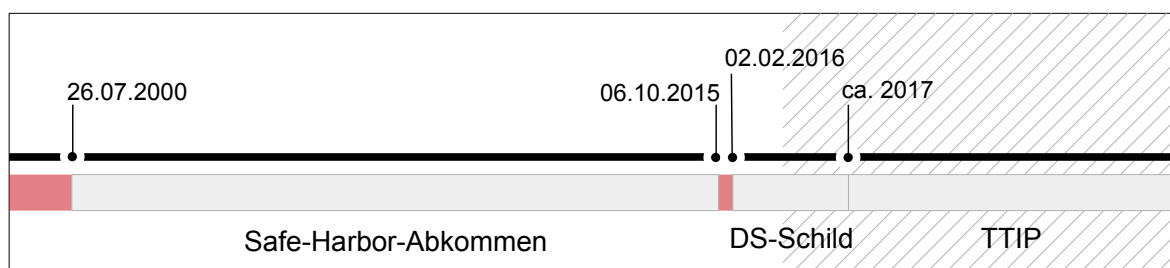 02.02.2016
26.07.2000
06.10.2015
ca. 2017
Safe-Harbor-Abkommen
DS-Schild
TTIP